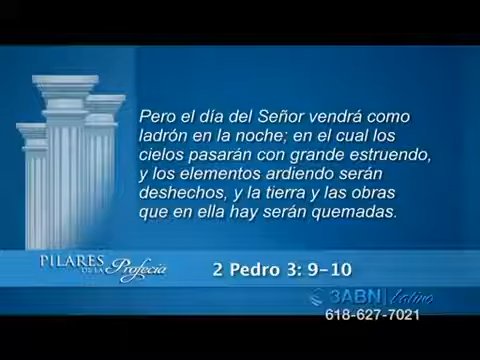 Pero el día del Señor vendrá como
ladrón en la noche; en el cual los
cielos pasarán con grande estruendo,
y los elementos ardiendo serán
deshechos, y la tierra y las obras
que en ella hay serán quemadas.
PILARES
DE LA Profecía
2 Pedro 3: 9-10
3ABN Latino
618-627-7021